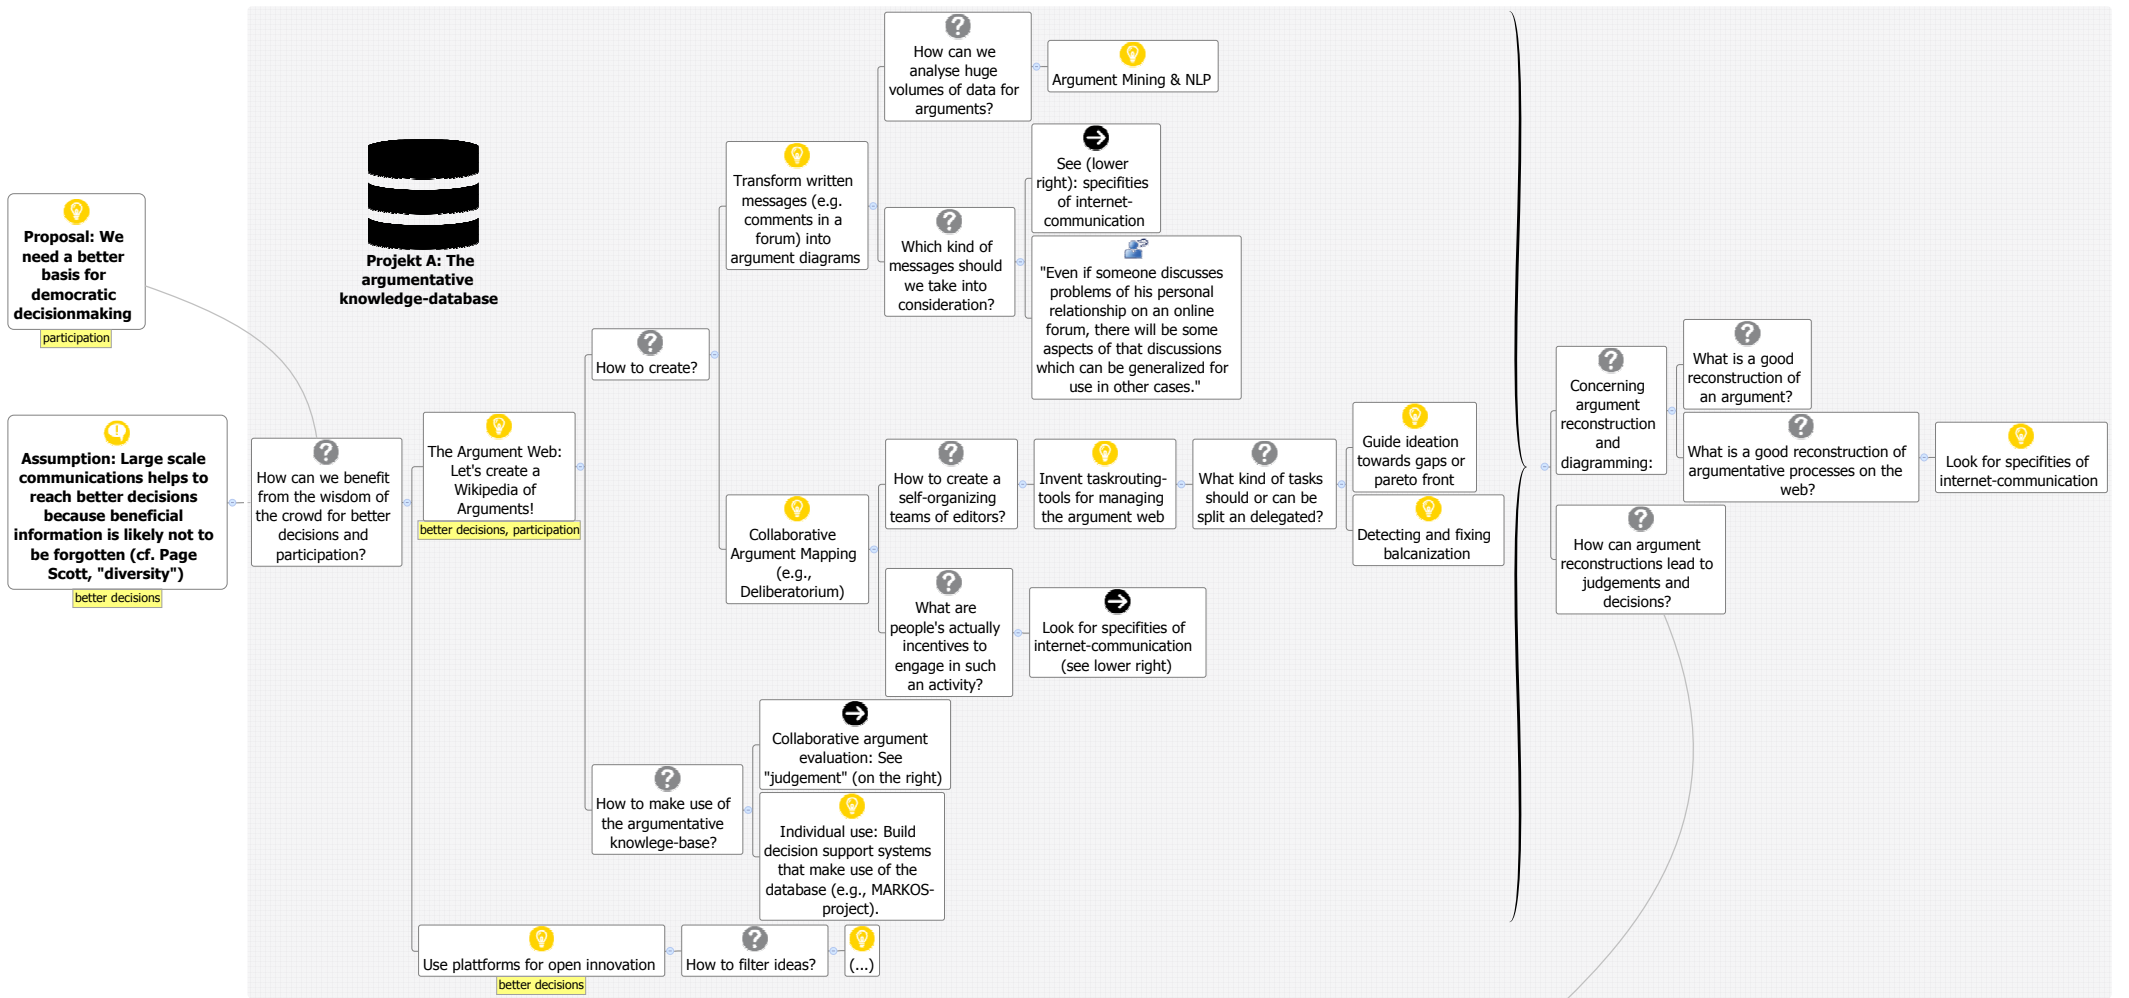 Proposal: We
need a better
basis for
democratic
decisionmaking
participation
Assumption: Large scale
communications helps to
reach better decisions
because beneficial
information is likely not to
be forgotten (cf. Page
Scott, "diversity")
better decisions
Projekt A: The
argumentative
knowledge-database
How can we benefit
from the wisdom of
the crowd for better
decisions and
participation?
The Argument Web:
Let's create a
Wikipedia of
Arguments!
better decisions, participation
How to create?
Transform written
messages (e.g.
comments in a
forum) into
argument diagrams
How can we
analyse huge
volumes of data for
arguments?
Argument Mining & NLP
Which kind of
messages should
we take into
consideration?
See (lower
right): specifities
of internet-
communication
"Even if someone discusses
problems of his personal
relationship on an online
forum, there will be some
aspects of that discussions
which can be generalized for
use in other cases."
Collaborative
Argument Mapping
(e.g.,
Deliberatorium)
How to create a
self-organizing
teams of editors?
Invent taskrouting-
tools for managing
the argument web
What kind of tasks
should or can be
split an delegated?
Guide ideation
towards gaps or
pareto front
Detecting and fixing
balcanization
What are
people's actually
incentives to
engage in such
an activity?
Look for specifities of
internet-communication
(see lower right)
How to make use of
the argumentative
knowlege-base?
Collaborative argument
evaluation: See
"judgement" (on the right)
Individual use: Build
decision support systems
that make use of the
database (e.g., MARKOS-
project).
Use plattforms for open innovation
better decisions
How to filter ideas?
(...)
Concerning
argument
reconstruction
and
diagramming:
What is a good
reconstruction of
an argument?
What is a good reconstruction of
argumentative processes on the
web?
Look for specifities of
internet-communication
How can argument
reconstructions lead to
judgements and
decisions?